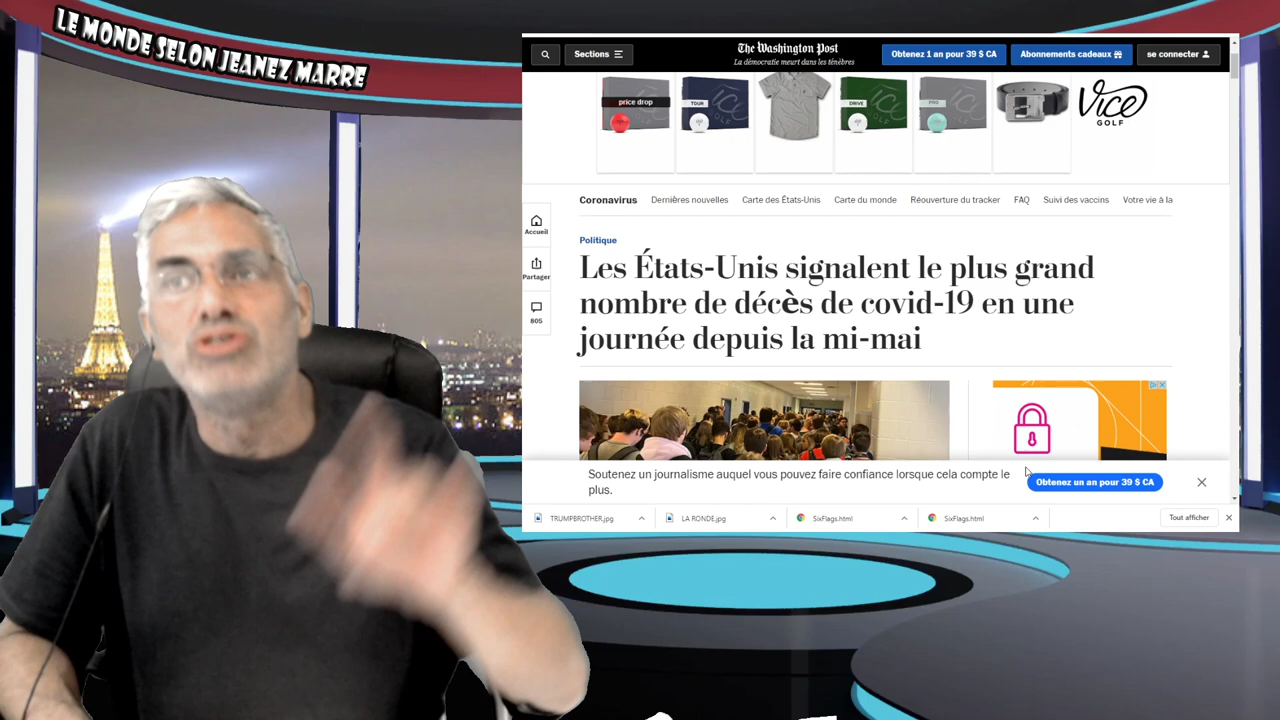 LE MONDE SELON JEANEZ MARRE
Sections
The Washington Post
La démocratie meurt dans les ténèbres
Obtenez 1 an pour 39 $ CA
Abonnements cadeaux
se connecter
price drop
TOUR
DRIVE
PRO
Vice
GOLF
Coronavirus Dernières nouvelles Carte des États-Unis Carte du monde Réouverture du tracker FAQ Suivi des vaccins Votre vie à la
Accueil
Partager
805
Politique
Les États-Unis signalent le plus grand
nombre de décès de covid-19 en une
journée depuis la mi-mai
Soutenez un journalisme auquel vous pouvez faire confiance lorsque cela compte le
plus.
Obtenez un an pour 39 $ CA
TRUMPBROTHER.jpg
LA RONDE.jpg
SixFlags.html
SixFlags.html
Tout afficher